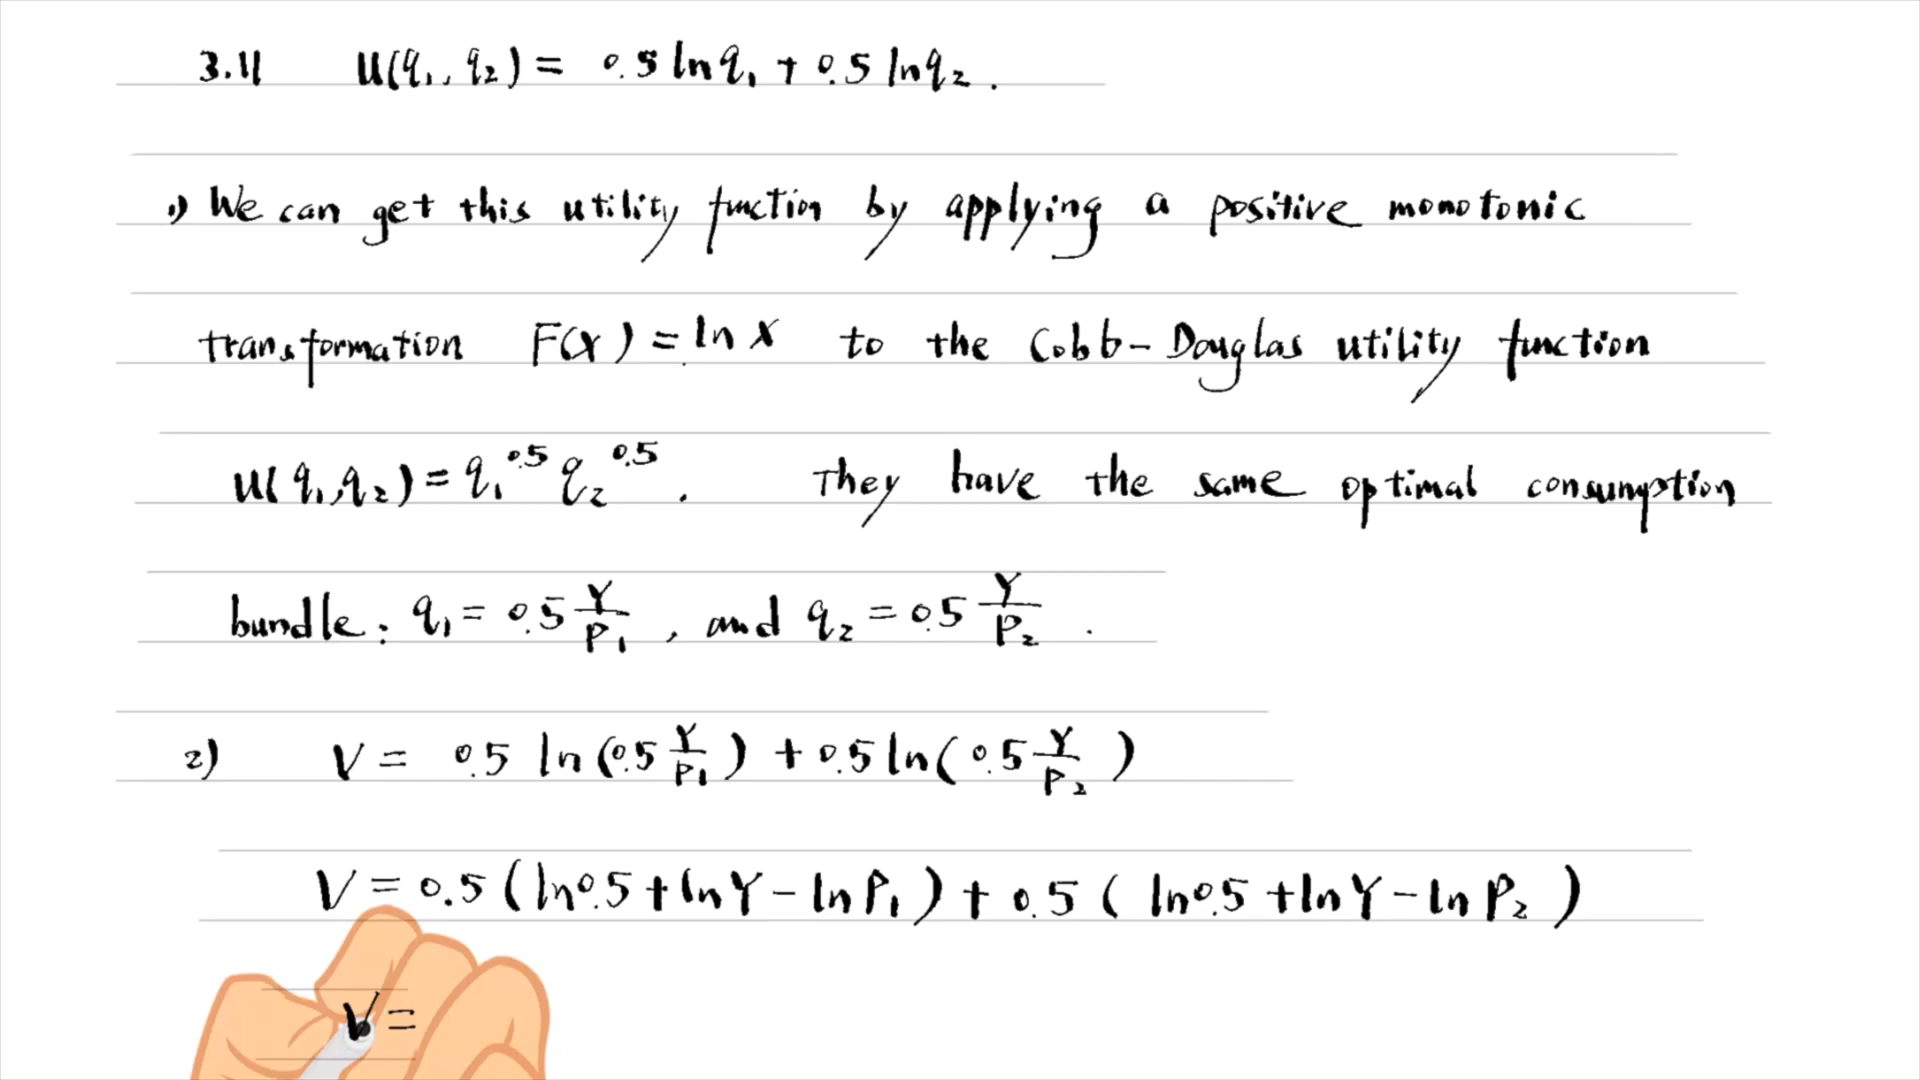 3.11 U(q₁, q₂) = 0.5 ln q₁ + 0.5 ln q₂.
1) We can get this utility function by applying a positive monotonic
transformation F(x) = ln x to the Cobb-Douglas utility function
U(q₁,q₂) = q₁^0.5 q₂^0.5. They have the same optimal consumption
bundle: q₁ = 0.5 Y/P₁, and q₂ = 0.5 Y/P₂.
2) V = 0.5 ln(0.5 Y/P₁) + 0.5 ln(0.5 Y/P₂)
V = 0.5 (ln0.5 + lnY - lnP₁) + 0.5 (ln0.5 + lnY - lnP₂)
V =